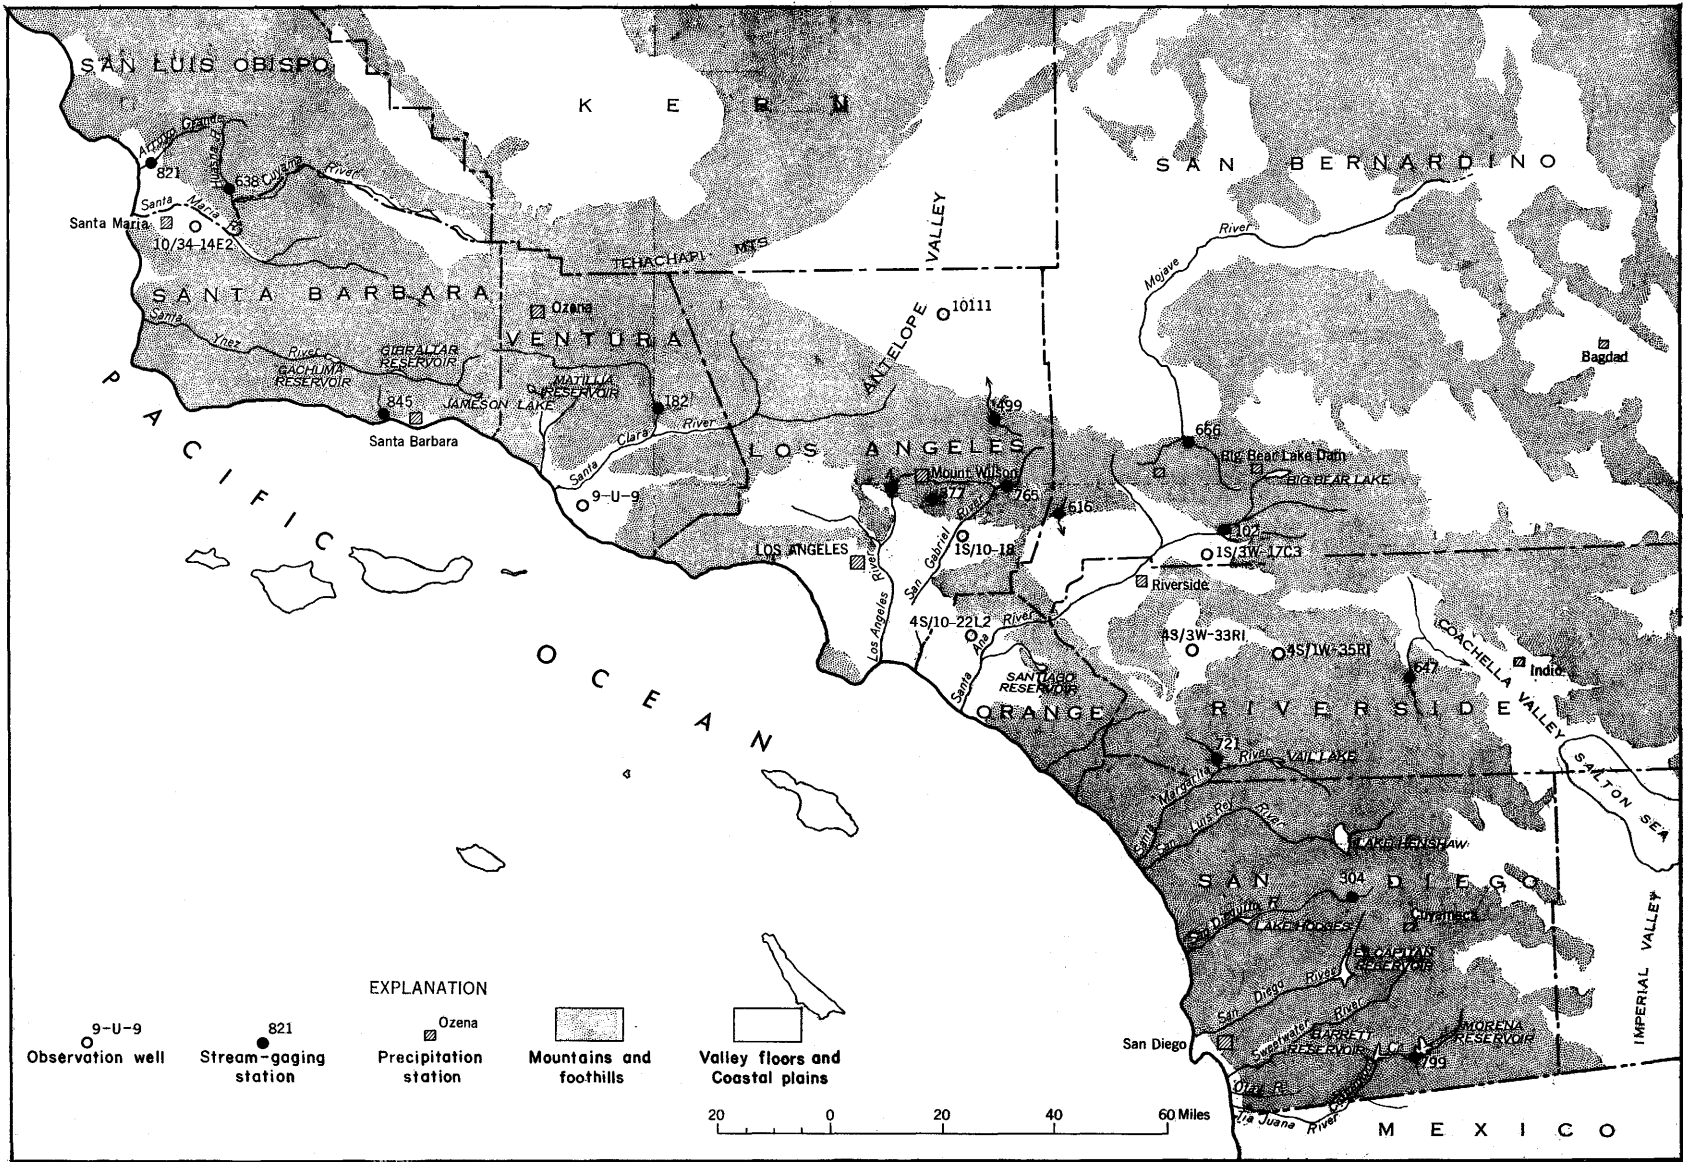 SAN LUIS OBISPO
K E R N
SAN BERNARDINO
Arroyo Grande
Huasna R
821
638
Cuyama
River
Santa
Maria
R
Santa Maria
10/34-14E2
TEHACHAPI MTS
ANTELOPE
VALLEY
Mojave
River
SANTA BARBARA
Santa
Ynez
River
GIBRALTAR
RESERVOIR
CACHUMA
RESERVOIR
JAMESON LAKE
845
Santa Barbara
Ozena
VENTURA
MATILIJA
RESERVOIR
182
Santa
Clara
River
9-U-9
10111
Bagdad
LOS ANGELES
1499
Mount Wilson
4
877
765
616
666
Big Bear Lake Dam
BIG BEAR LAKE
102
1S/3W-17C3
Riverside
LOS ANGELES
Los Angeles
River
San Gabriel
River
1S/10-18
4S/10-22L2
Santa
Ana
River
SANTIAGO
RESERVOIR
ORANGE
4S/3W-33R1
4S/1W-35R1
COACHELLA VALLEY
647
Indio
RIVERSIDE
721
Santa
Margarita
River
VAIL LAKE
SALTON SEA
San
Luis Rey
River
LAKE HENSHAW
SAN DIEGO
304
San Dieguito R
LAKE HODGES
Cuyamaca
EL CAPITAN
RESERVOIR
San
Diego
River
Sweetwater
River
BARRETT
RESERVOIR
MORENA
RESERVOIR
Cottonwood
Cr
799
San Diego
Otay R
Tia Juana River
IMPERIAL VALLEY
MEXICO
PACIFIC
OCEAN
EXPLANATION
9-U-9
Observation well
821
Stream-gaging
station
Ozena
Precipitation
station
Mountains and
foothills
Valley floors and
Coastal plains
20 0 20 40 60 Miles